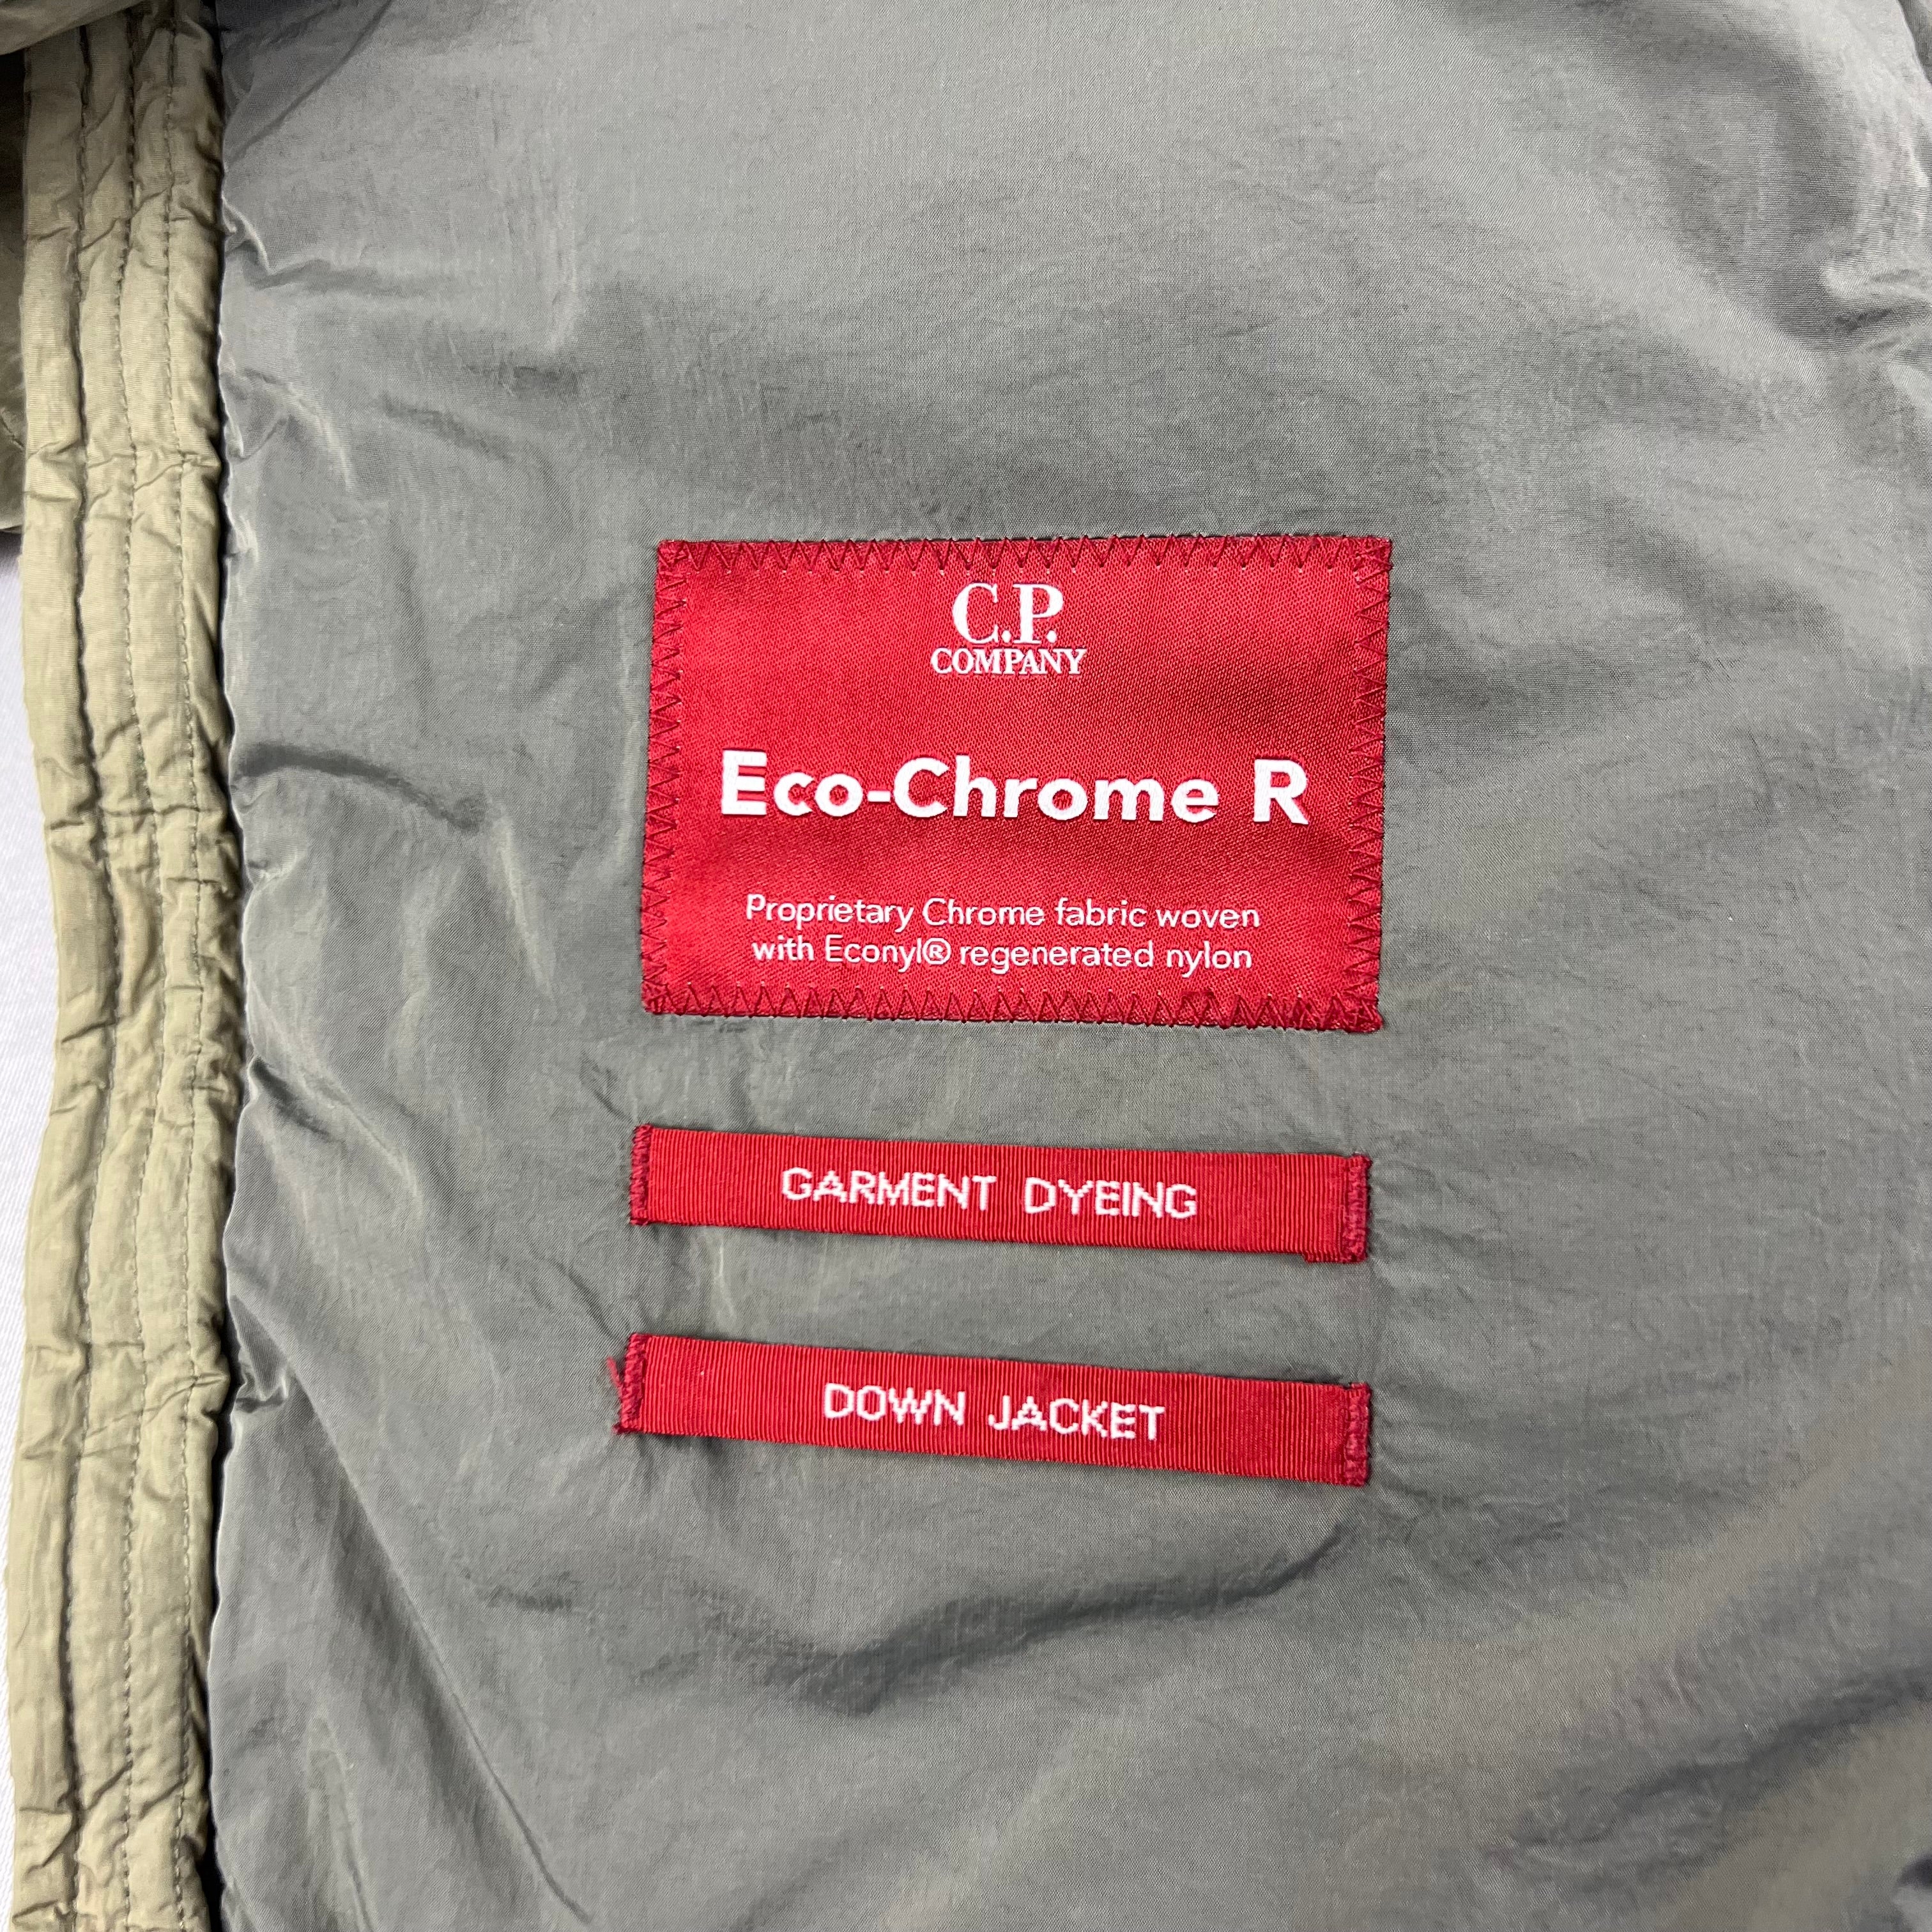 C.P.
COMPANY
Eco-Chrome R
Proprietary Chrome fabric woven
with Econyl® regenerated nylon
GARMENT DYEING
DOWN JACKET